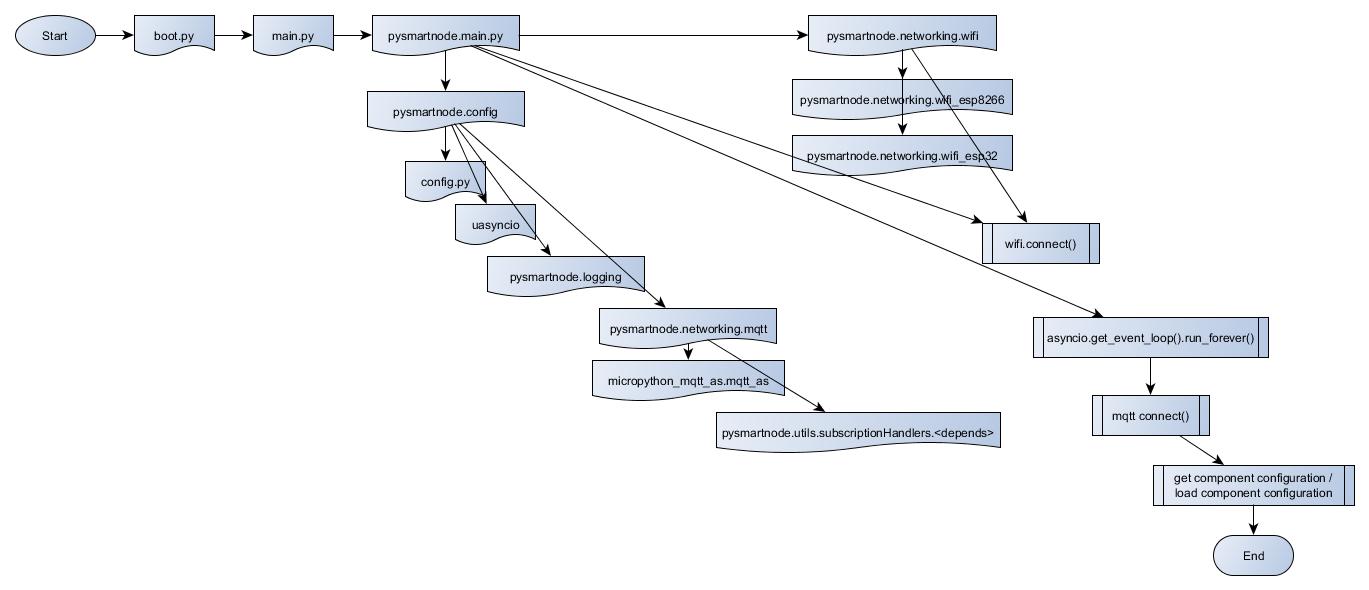 Start
boot.py
main.py
pysmartnode.main.py
pysmartnode.networking.wifi
pysmartnode.networking.wifi_esp8266
pysmartnode.config
pysmartnode.networking.wifi_esp32
config.py
uasyncio
wifi.connect()
pysmartnode.logging
pysmartnode.networking.mqtt
asyncio.get_event_loop().run_forever()
micropython_mqtt_as.mqtt_as
mqtt connect()
pysmartnode.utils.subscriptionHandlers.<depends>
get component configuration /
load component configuration
End